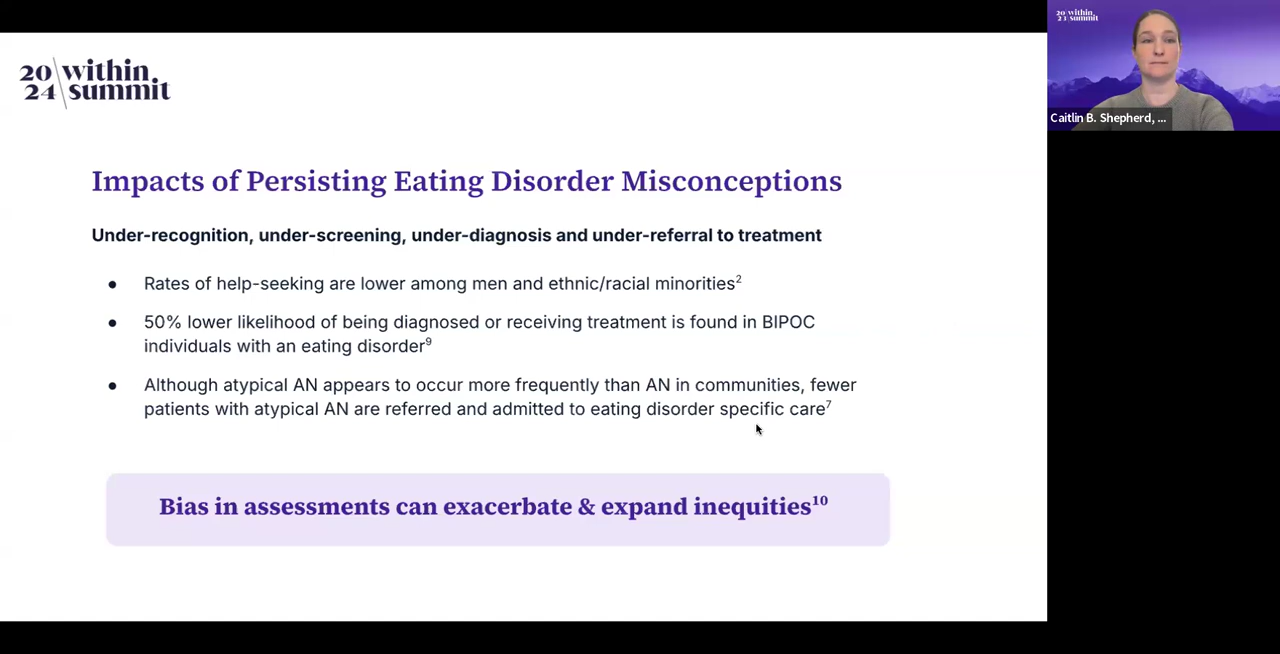 20 within
24 summit
Impacts of Persisting Eating Disorder Misconceptions
Under-recognition, under-screening, under-diagnosis and under-referral to treatment
● Rates of help-seeking are lower among men and ethnic/racial minorities²
● 50% lower likelihood of being diagnosed or receiving treatment is found in BIPOC
individuals with an eating disorder⁹
● Although atypical AN appears to occur more frequently than AN in communities, fewer
patients with atypical AN are referred and admitted to eating disorder specific care⁷
Bias in assessments can exacerbate & expand inequities¹⁰
20 within
24 summit
Caitlin B. Shepherd, ...